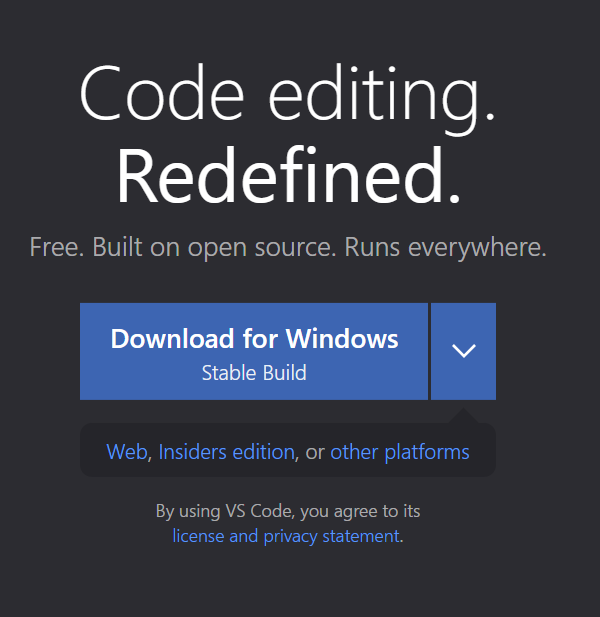 Code editing.
Redefined.
Free. Built on open source. Runs everywhere.
Download for Windows
Stable Build
Web, Insiders edition, or other platforms
By using VS Code, you agree to its
license and privacy statement.